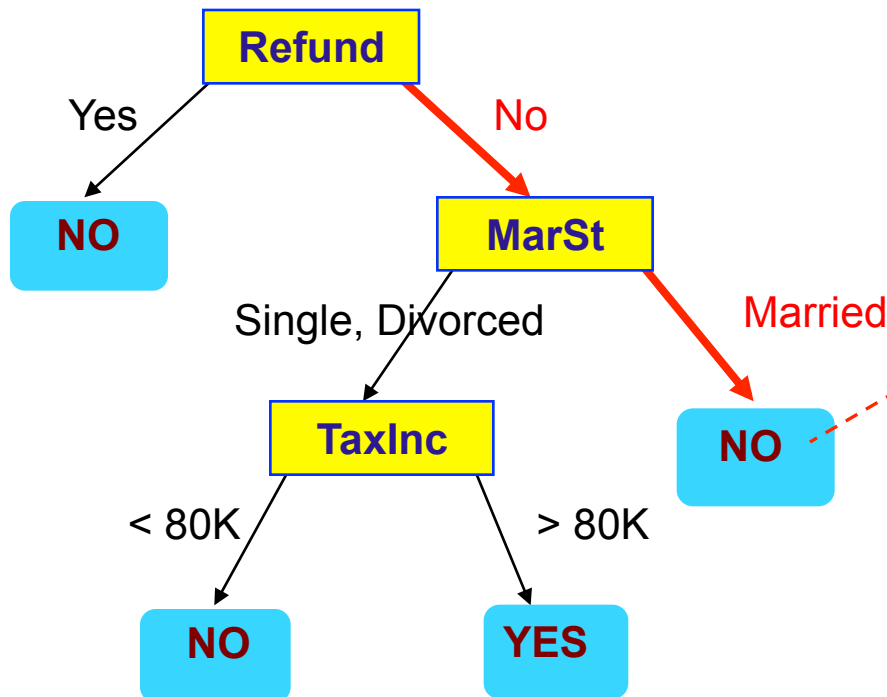 Refund
Yes
No
NO
MarSt
Single, Divorced
Married
TaxInc
NO
< 80K
> 80K
NO
YES